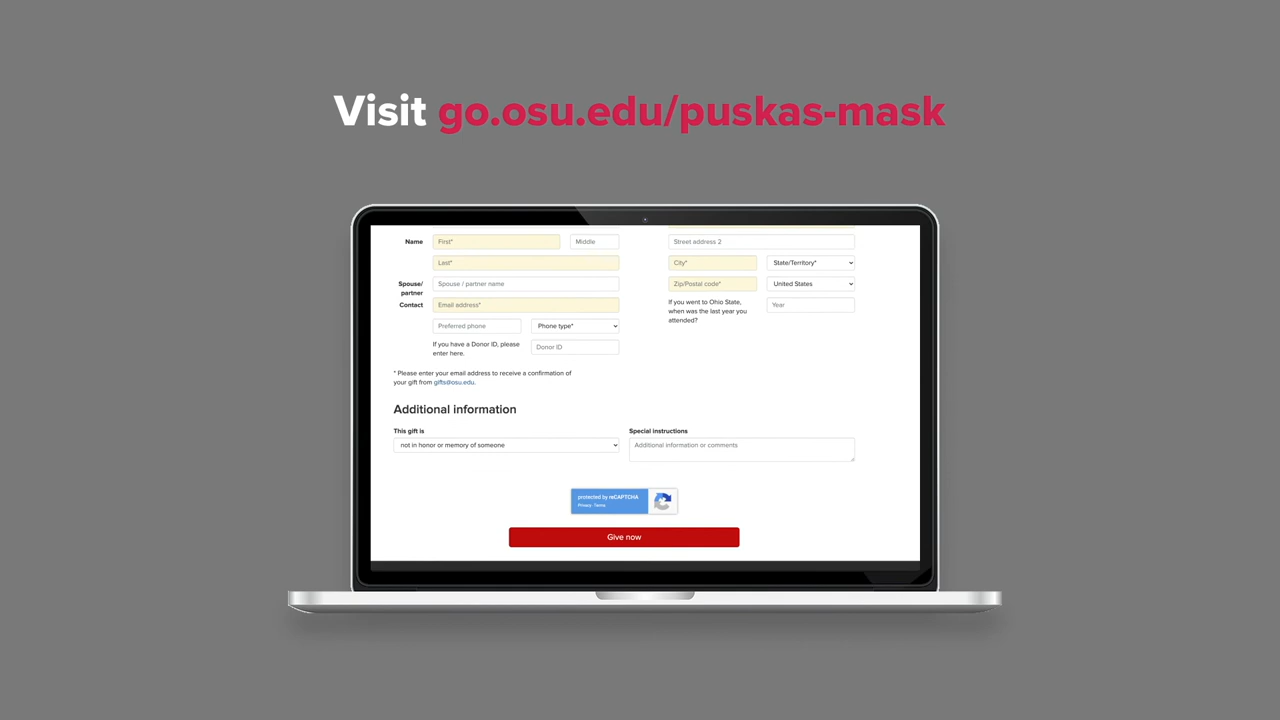 Visit go.osu.edu/puskas-mask
Name
First*
Middle
Last*
Spouse/
partner
Spouse / partner name
Contact
Email address*
Preferred phone
Phone type*
If you have a Donor ID, please
enter here.
Donor ID
* Please enter your email address to receive a confirmation of
your gift from gifts@osu.edu.
Street address 2
City*
State/Territory*
Zip/Postal code*
United States
If you went to Ohio State,
when was the last year you
attended?
Year
Additional information
This gift is
not in honor or memory of someone
Special instructions
Additional information or comments
protected by reCAPTCHA
Privacy - Terms
Give now